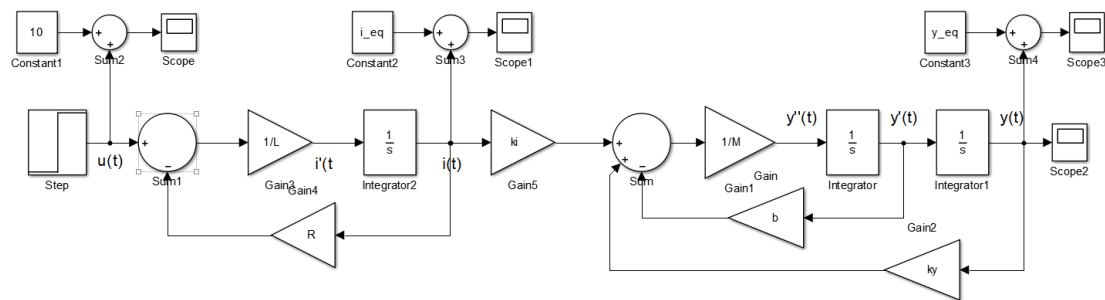 10
Constant1
+
+
Sum2
Scope
i_eq
Constant2
+
+
Sum3
Scope1
y_eq
Constant3
+
+
Sum4
Scope3
Step
u(t)
+
−
Sum1
1/L
Gain3
Gain4
i'(t
1
s
Integrator2
i(t)
ki
Gain5
+
+
−
Sum
1/M
Gain1
Gain
y''(t)
1
s
Integrator
y'(t)
1
s
Integrator1
y(t)
Scope2
R
b
Gain2
ky